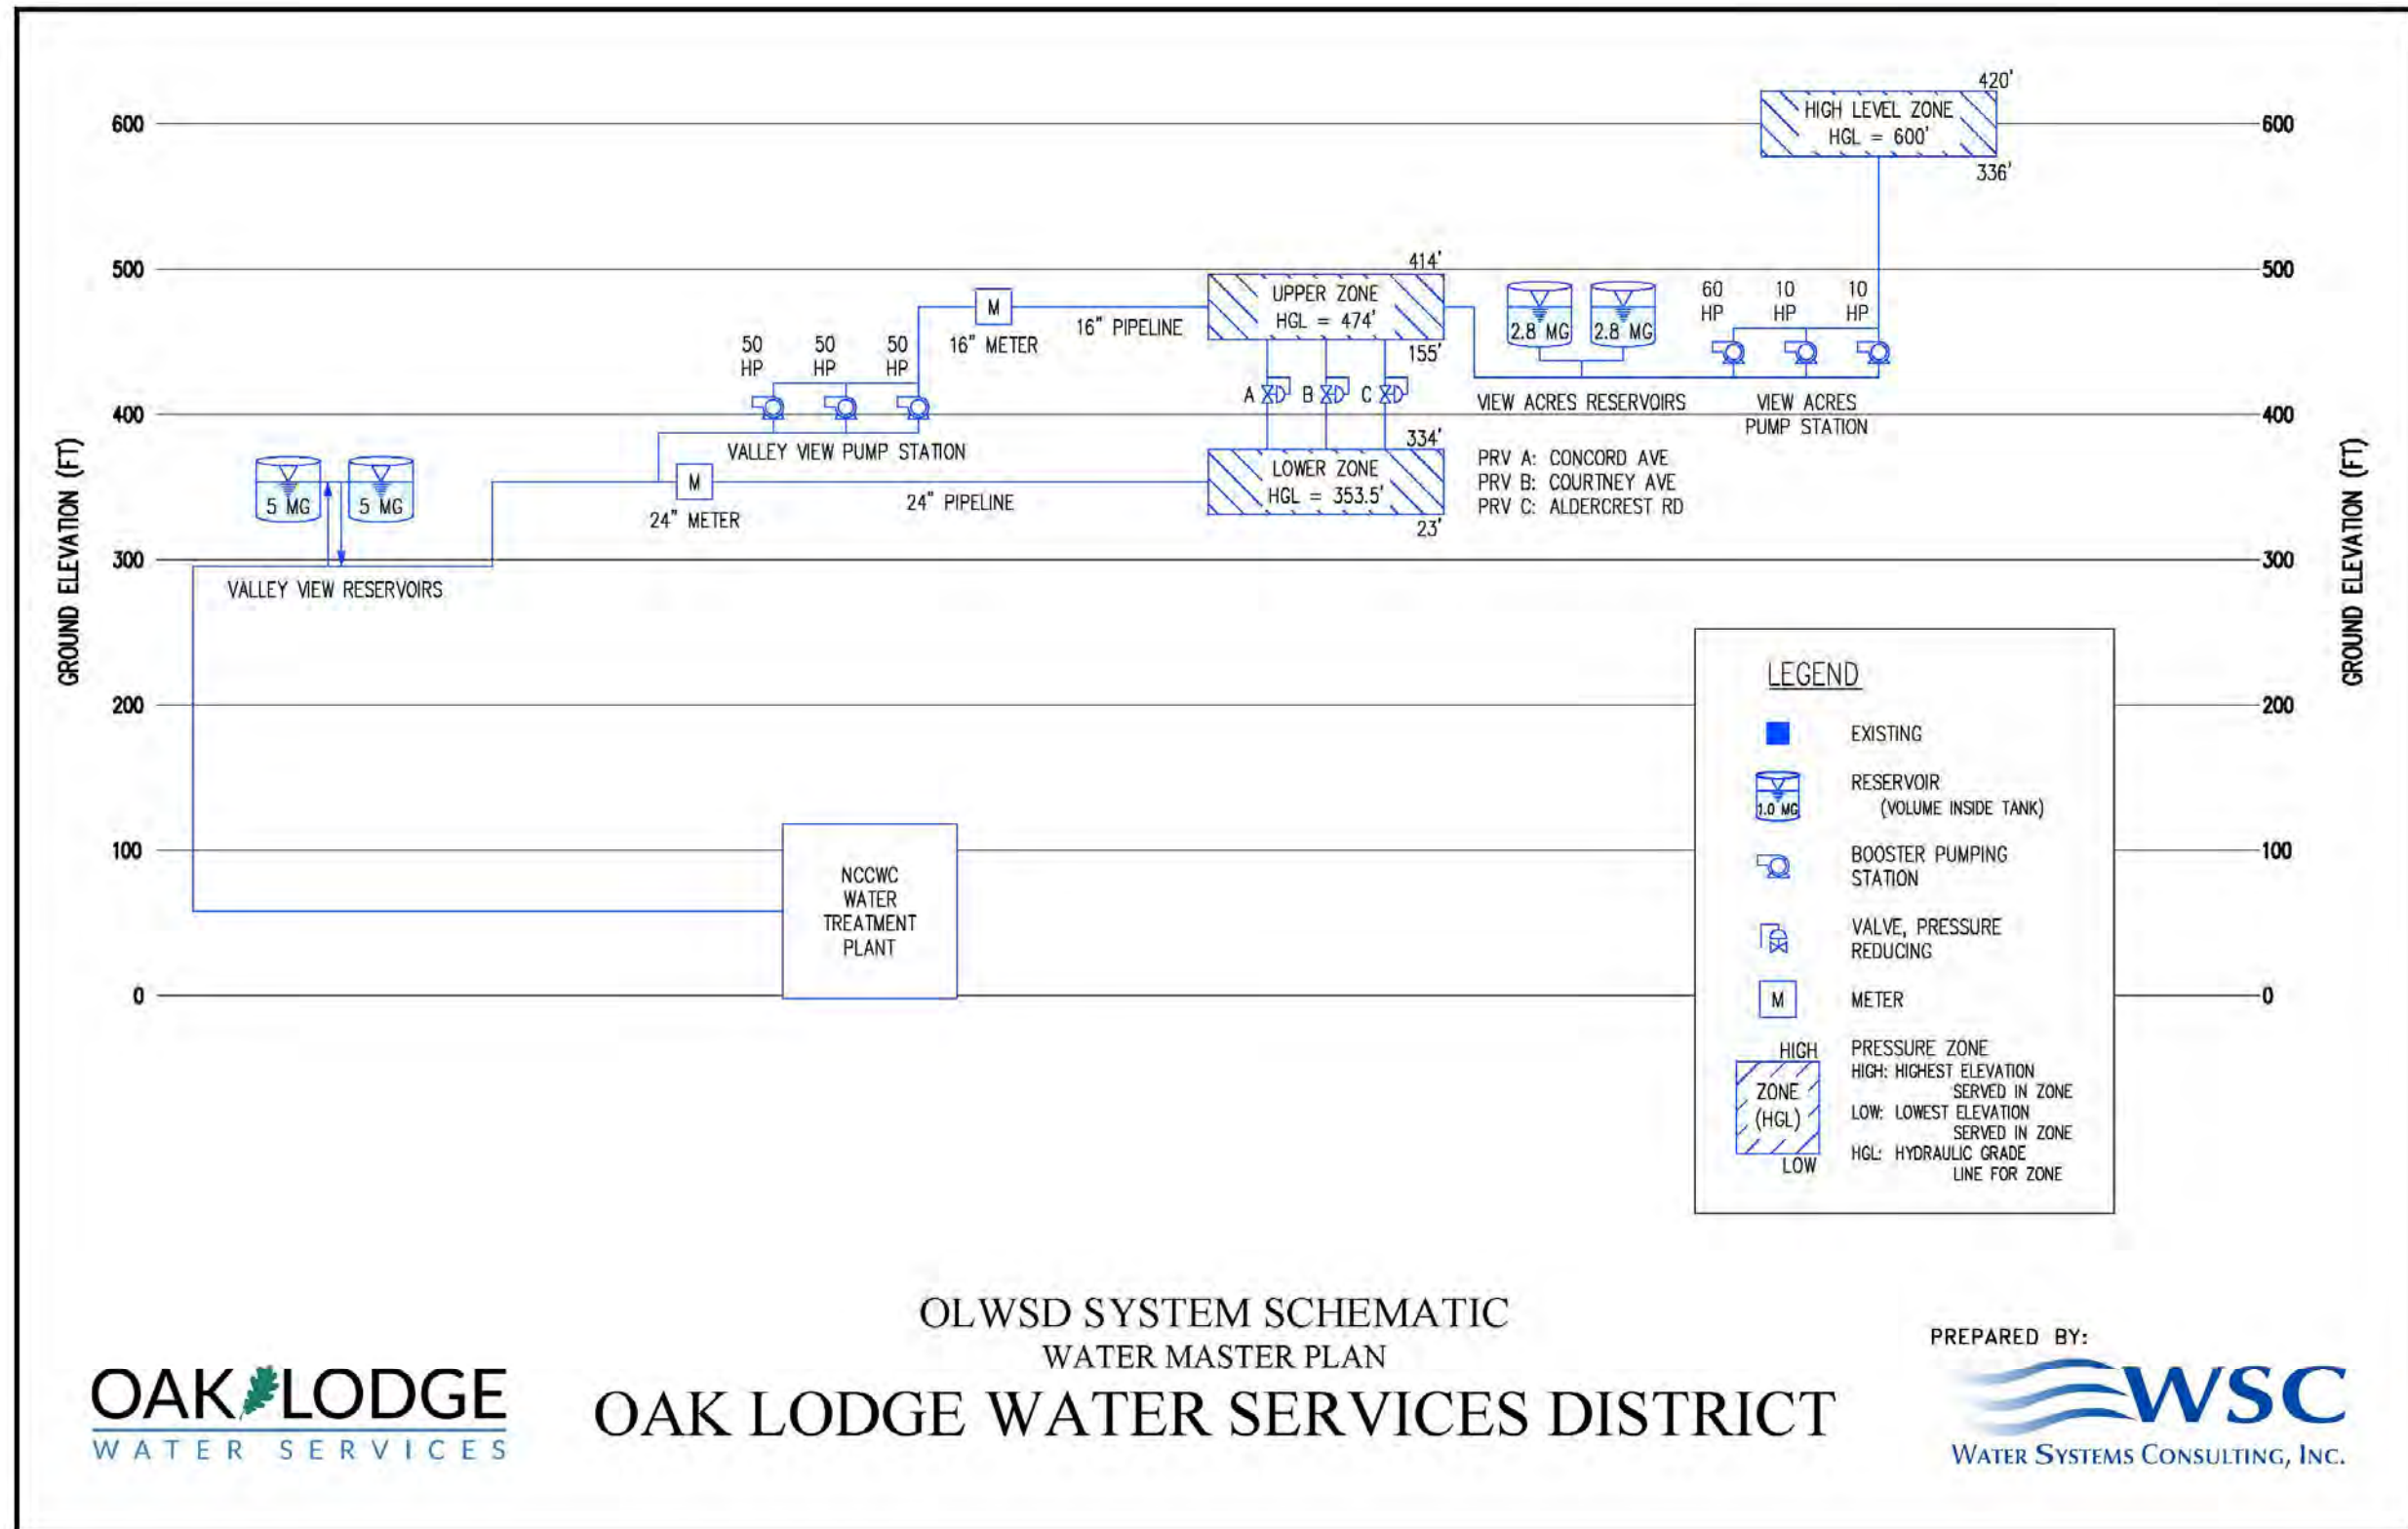 420'
HIGH LEVEL ZONE
HGL = 600'
336'
600
600
500
500
400
400
300
300
200
200
100
100
0
0
GROUND ELEVATION (FT)
GROUND ELEVATION (FT)
414'
UPPER ZONE
HGL = 474'
155'
M
16" METER
16" PIPELINE
50
HP
50
HP
50
HP
VALLEY VIEW PUMP STATION
2.8 MG
2.8 MG
VIEW ACRES RESERVOIRS
60
HP
10
HP
10
HP
VIEW ACRES
PUMP STATION
A
B
C
334'
LOWER ZONE
HGL = 353.5'
23'
PRV A: CONCORD AVE
PRV B: COURTNEY AVE
PRV C: ALDERCREST RD
5 MG
5 MG
VALLEY VIEW RESERVOIRS
M
24" METER
24" PIPELINE
NCCWC
WATER
TREATMENT
PLANT
LEGEND
EXISTING
1.0 MG
RESERVOIR
(VOLUME INSIDE TANK)
BOOSTER PUMPING
STATION
VALVE, PRESSURE
REDUCING
M
METER
HIGH
ZONE
(HGL)
LOW
PRESSURE ZONE
HIGH: HIGHEST ELEVATION
SERVED IN ZONE
LOW: LOWEST ELEVATION
SERVED IN ZONE
HGL: HYDRAULIC GRADE
LINE FOR ZONE
OLWSD SYSTEM SCHEMATIC
WATER MASTER PLAN
OAK LODGE WATER SERVICES DISTRICT
OAK LODGE
WATER SERVICES
PREPARED BY:
WSC
WATER SYSTEMS CONSULTING, INC.